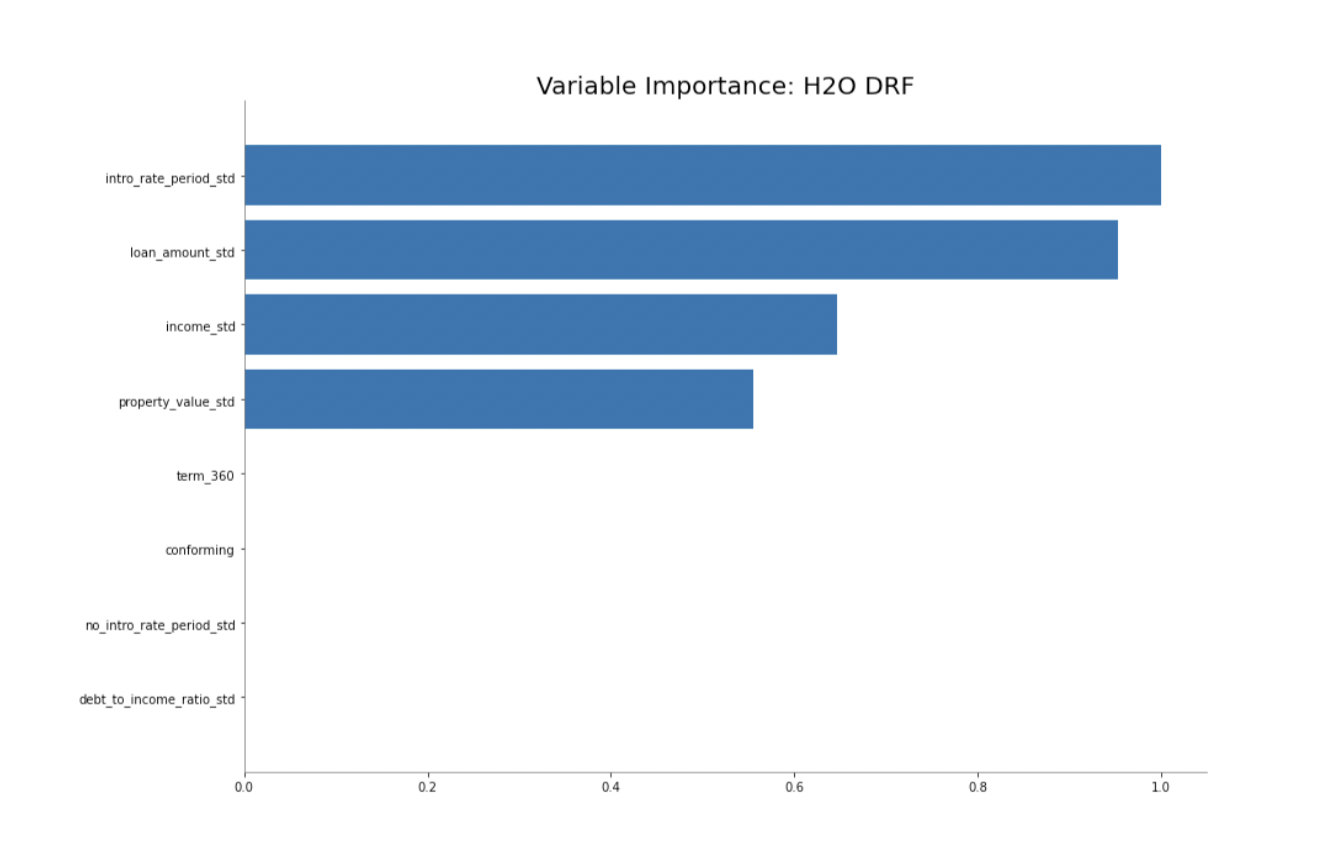 Variable Importance: H2O DRF
intro_rate_period_std
loan_amount_std
income_std
property_value_std
term_360
conforming
no_intro_rate_period_std
debt_to_income_ratio_std
0.0 0.2 0.4 0.6 0.8 1.0